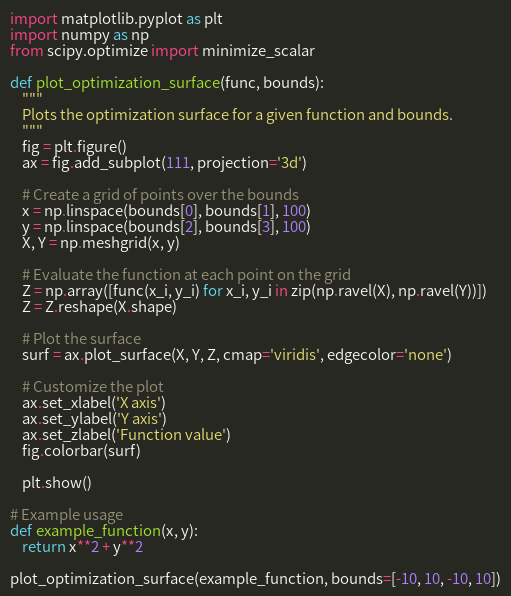 import matplotlib.pyplot as plt
import numpy as np
from scipy.optimize import minimize_scalar

def plot_optimization_surface(func, bounds):
    """
    Plots the optimization surface for a given function and bounds.
    """
    fig = plt.figure()
    ax = fig.add_subplot(111, projection='3d')

    # Create a grid of points over the bounds
    x = np.linspace(bounds[0], bounds[1], 100)
    y = np.linspace(bounds[2], bounds[3], 100)
    X, Y = np.meshgrid(x, y)

    # Evaluate the function at each point on the grid
    Z = np.array([func(x_i, y_i) for x_i, y_i in zip(np.ravel(X), np.ravel(Y))])
    Z = Z.reshape(X.shape)

    # Plot the surface
    surf = ax.plot_surface(X, Y, Z, cmap='viridis', edgecolor='none')

    # Customize the plot
    ax.set_xlabel('X axis')
    ax.set_ylabel('Y axis')
    ax.set_zlabel('Function value')
    fig.colorbar(surf)

    plt.show()

# Example usage
def example_function(x, y):
    return x**2 + y**2

plot_optimization_surface(example_function, bounds=[-10, 10, -10, 10])